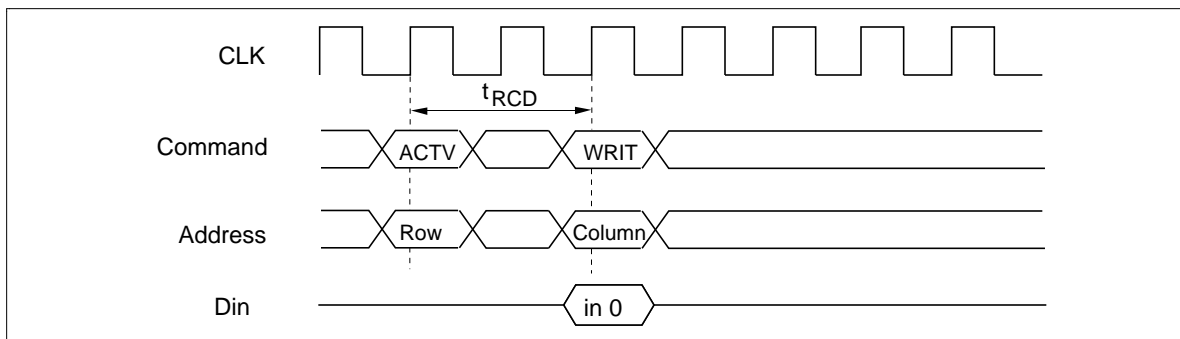 CLK
tRCD
Command ACTV WRIT
Address Row Column
Din in 0